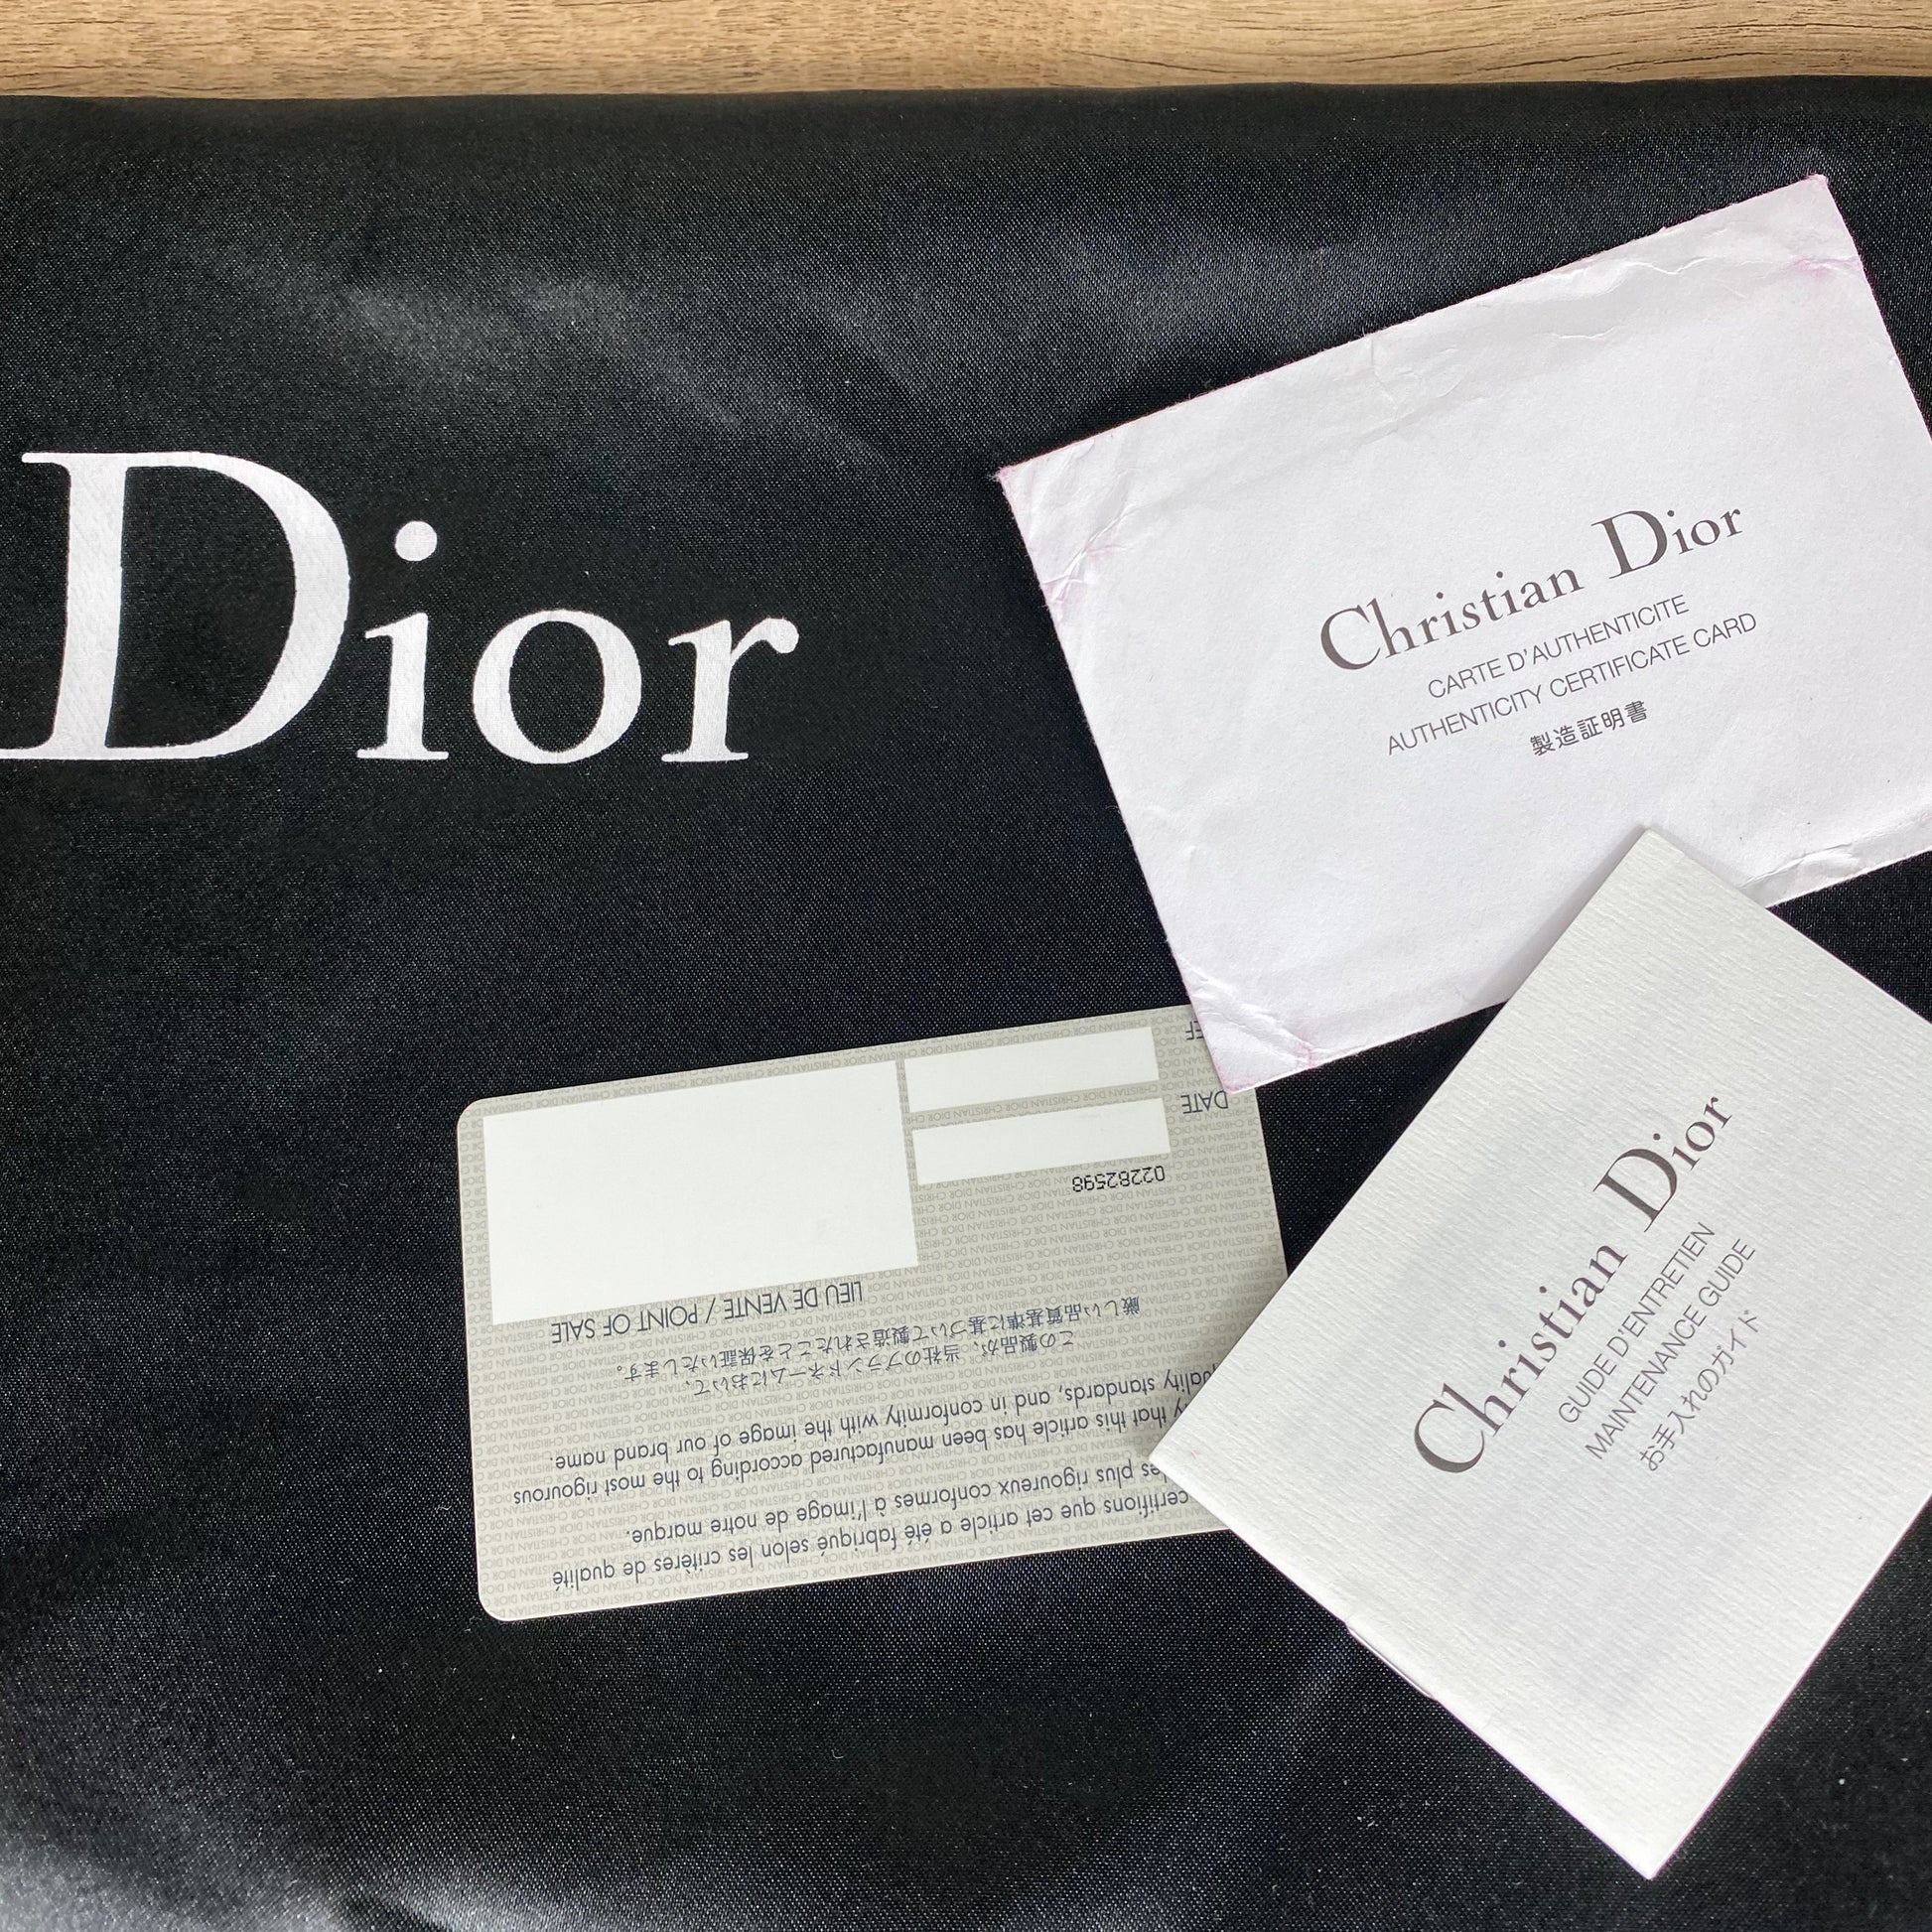 Dior
Christian Dior
CARTE D'AUTHENTICITE
AUTHENTICITY CERTIFICATE CARD
製造証明書
Christian Dior
GUIDE D'ENTRETIEN
MAINTENANCE GUIDE
お手入れのガイド
certifions que cet article a été fabriqué selon les critères de qualité
plus rigoureux conformes à l'image de notre marque.
that this article has been manufactured according to the most rigourous
standards, and in conformity with the image of our brand name.
この製品が、当社のブランドネームにおいて、
厳しい品質基準に基づいて製造されたことを保証いたします。
LIEU DE VENTE / POINT OF SALE
02282598
DATE